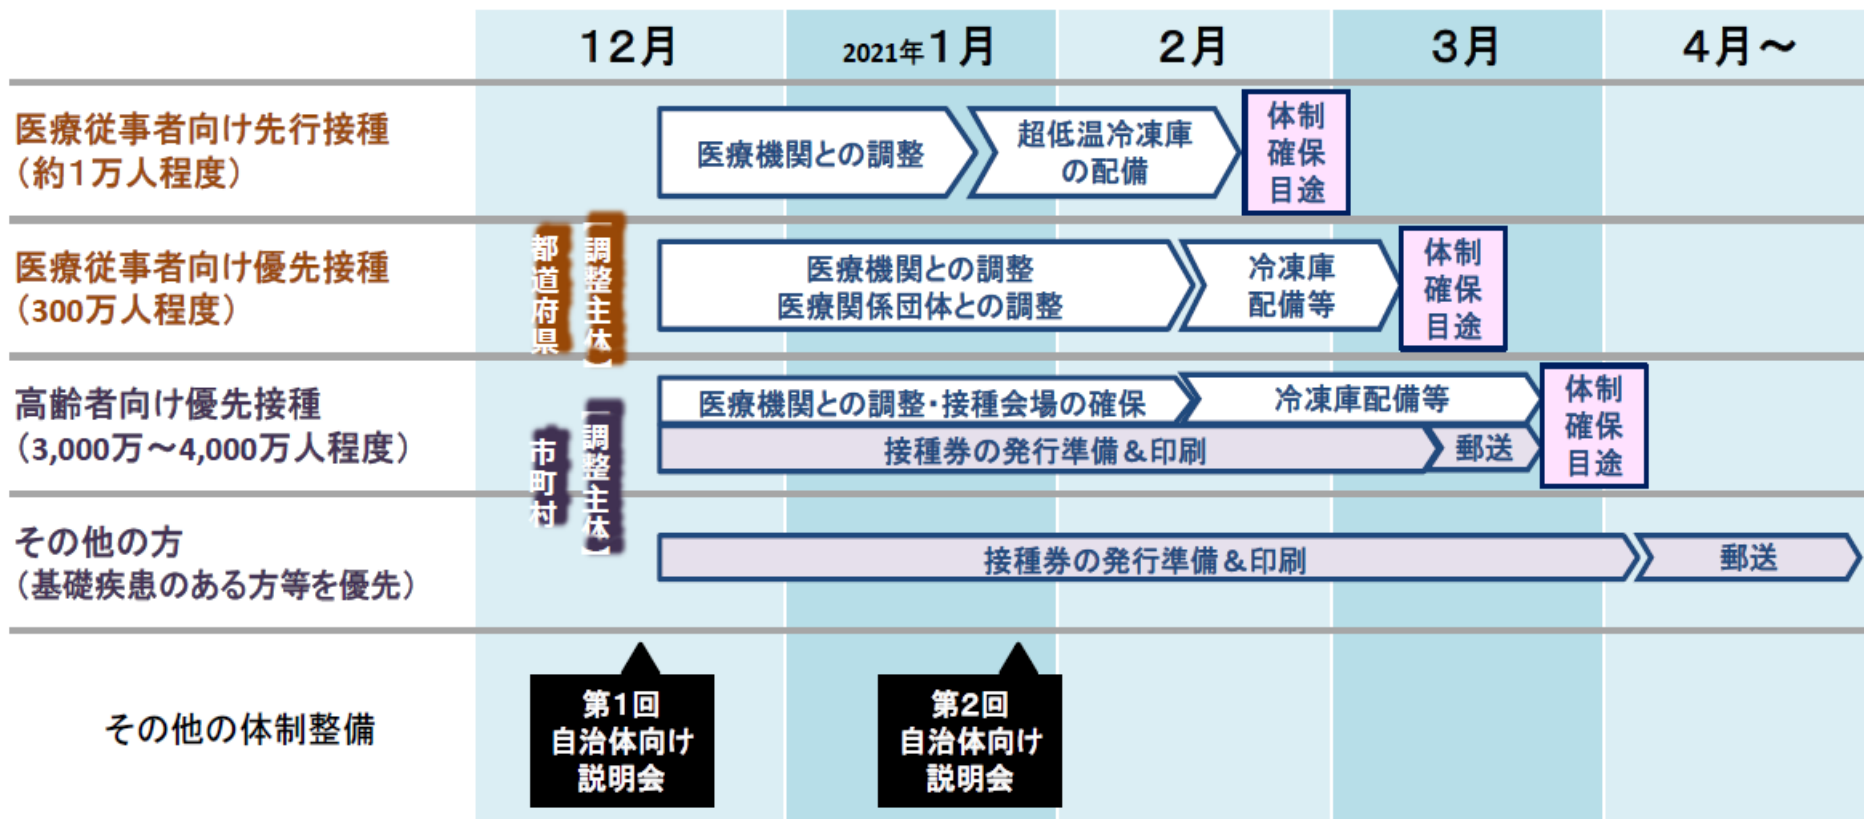 12月
2021年1月
2月
3月
4月～
医療従事者向け先行接種
（約1万人程度）
医療機関との調整
超低温冷凍庫
の配備
体制
確保
目途
医療従事者向け優先接種
（300万人程度）
【調整主体】
都道府県
医療機関との調整
医療関係団体との調整
冷凍庫
配備等
体制
確保
目途
高齢者向け優先接種
（3,000万～4,000万人程度）
【調整主体】
市町村
医療機関との調整・接種会場の確保
冷凍庫配備等
接種券の発行準備＆印刷
郵送
体制
確保
目途
その他の方
（基礎疾患のある方等を優先）
接種券の発行準備＆印刷
郵送
その他の体制整備
第1回
自治体向け
説明会
第2回
自治体向け
説明会